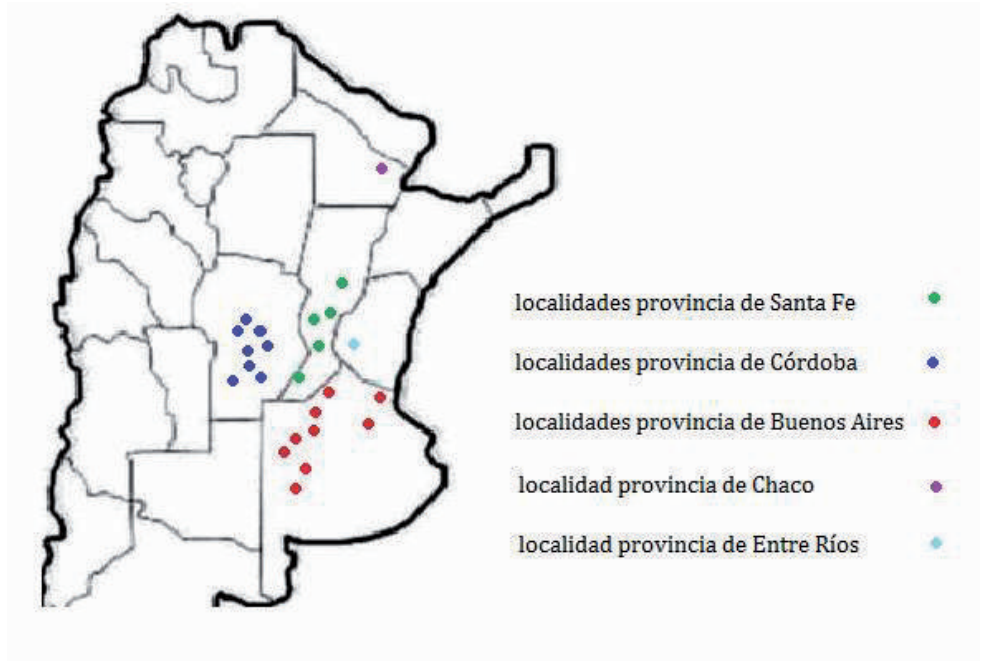 localidades provincia de Santa Fe
localidades provincia de Córdoba
localidades provincia de Buenos Aires
localidad provincia de Chaco
localidad provincia de Entre Ríos